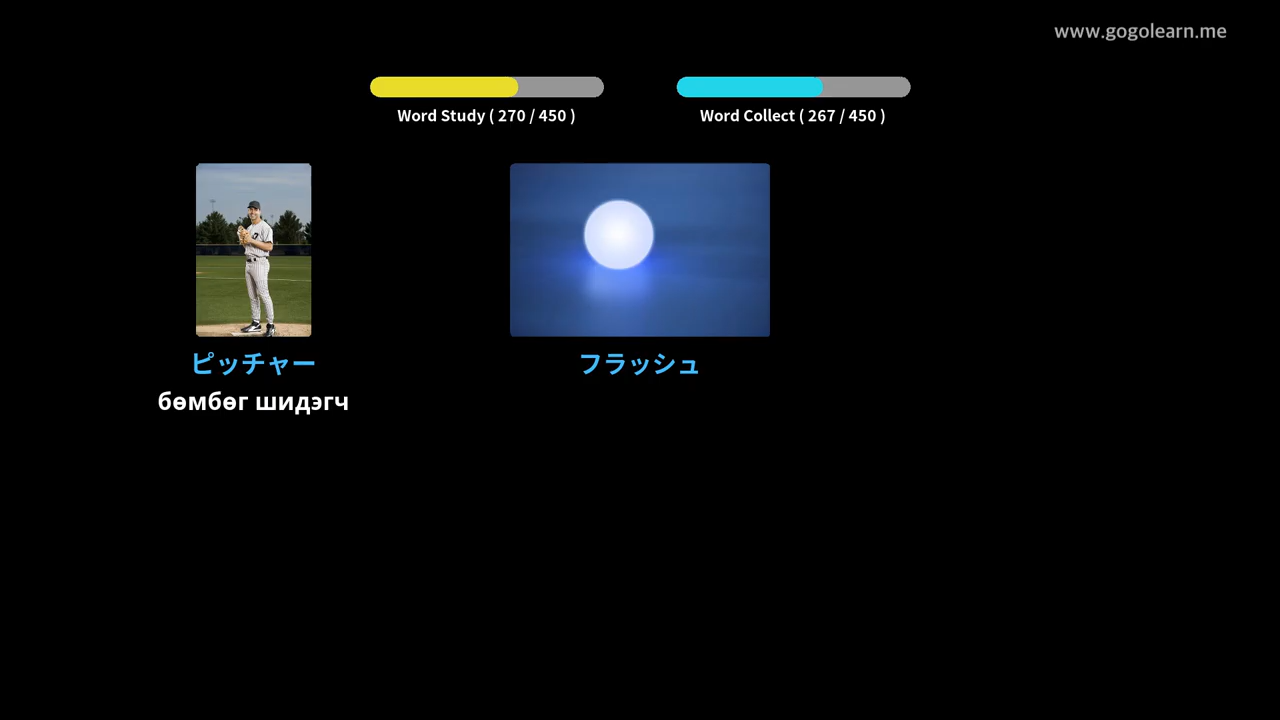 www.gogolearn.me
Word Study ( 270 / 450 )
Word Collect ( 267 / 450 )
ピッチャー
フラッシュ
бөмбөг шидэгч